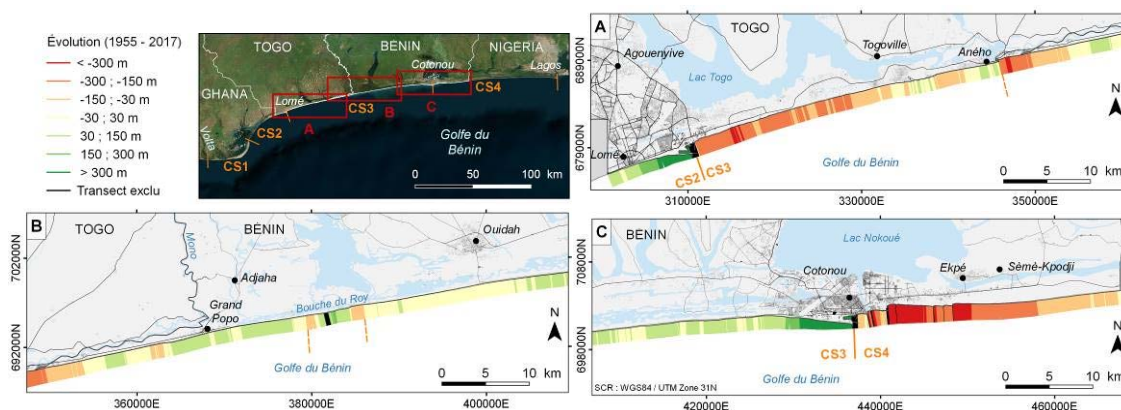 Évolution (1955 - 2017)
< -300 m
-300 ; -150 m
-150 ; -30 m
-30 ; 30 m
30 ; 150 m
150 ; 300 m
> 300 m
Transect exclu
TOGO
BÉNIN
NIGERIA
Cotonou
Lagos
GHANA
Lomé
CS4
CS3
B
C
A
Volta
CS2
CS1
Golfe du
Bénin
0 50 100
km
A
Agouenyive
Togoville
Aného
Lac Togo
Lomé
CS2
CS3
Golfe du Bénin
N
0 5 10
km
689000N
679000N
310000E 330000E 350000E
B
TOGO
BÉNIN
Mono
Ouidah
Adjaha
Grand
Popo
Bouche du Roy
Golfe du Bénin
N
0 5 10
km
702000N
692000N
360000E 380000E 400000E
C
BÉNIN
Lac Nokoué
Cotonou
Ekpé
Sèmè-Kpodji
CS3
CS4
N
SCR : WGS84 / UTM Zone 31N
Golfe du Bénin
0 5 10
km
708000N
698000N
420000E 440000E 460000E